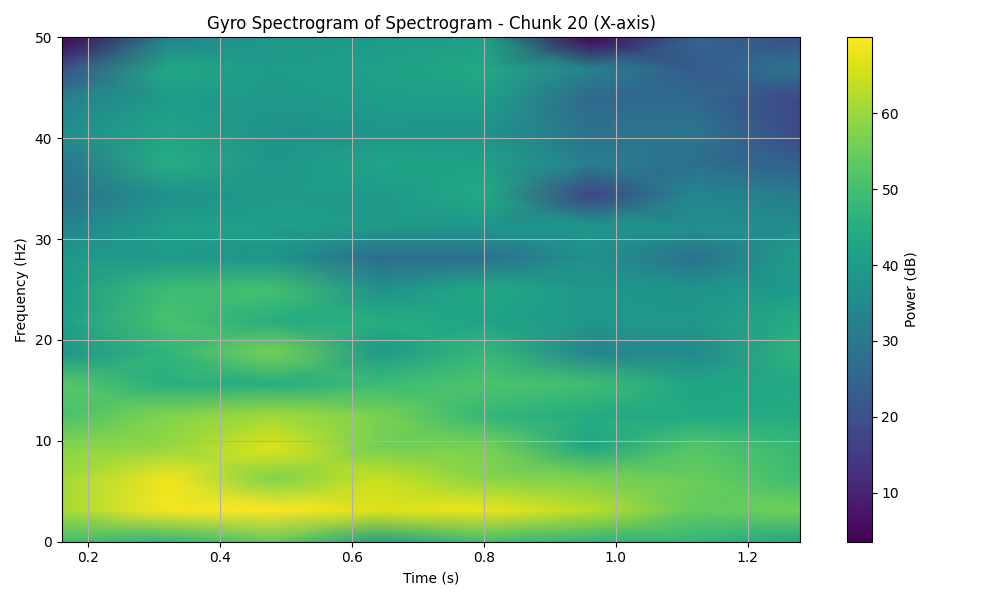 Gyro Spectrogram of Spectrogram - Chunk 20 (X-axis)
50
40
30
20
10
0
Frequency (Hz)
0.2 0.4 0.6 0.8 1.0 1.2
Time (s)
60
50
40
30
20
10
Power (dB)